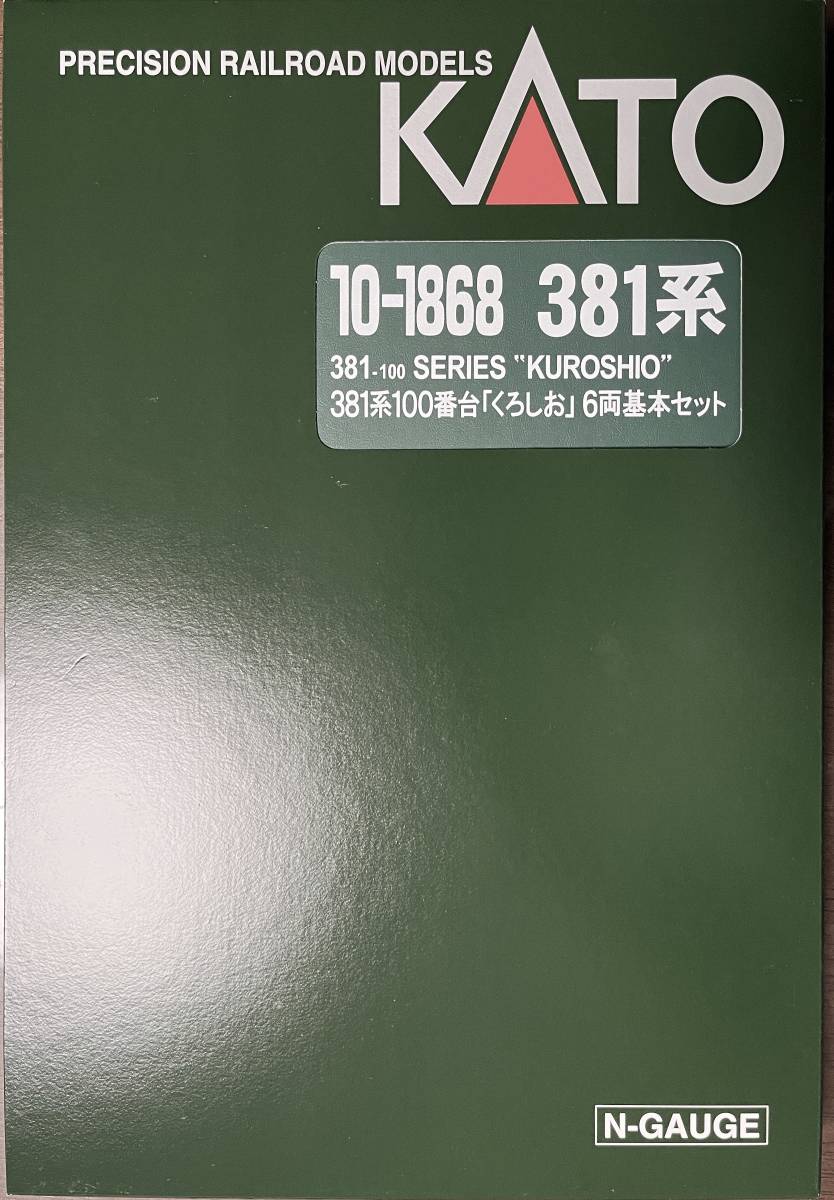 PRECISION RAILROAD MODELS
KATO
10-1868 381系
381-100 SERIES "KUROSHIO"
381系100番台「くろしお」6両基本セット
N-GAUGE